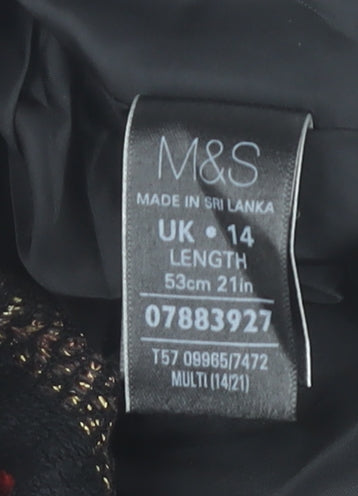 M&S
MADE IN SRI LANKA
UK • 14
LENGTH
53cm 21in
07883927
T57 09965/7472
MULTI (14/21)